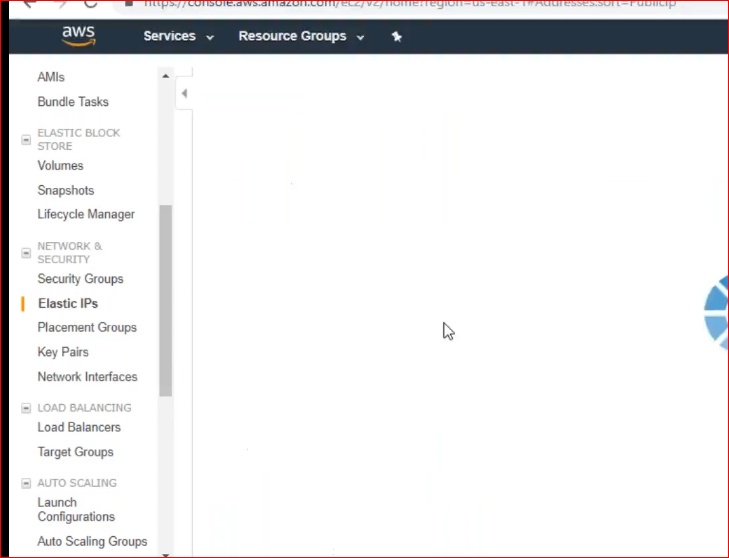 https://console.aws.amazon.com/ec2/v2/home?region=us-east-1#Addresses:sort=PublicIp
aws Services Resource Groups
AMIs
Bundle Tasks
ELASTIC BLOCK
STORE
Volumes
Snapshots
Lifecycle Manager
NETWORK &
SECURITY
Security Groups
Elastic IPs
Placement Groups
Key Pairs
Network Interfaces
LOAD BALANCING
Load Balancers
Target Groups
AUTO SCALING
Launch
Configurations
Auto Scaling Groups